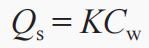 Qs = KCw